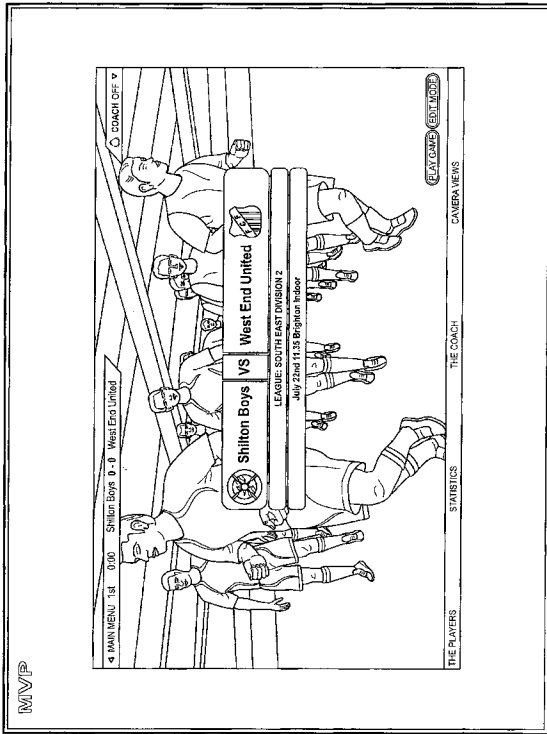 MVP
◁ MAIN MENU 1st 0:00 Shilton Boys 0 - 0 West End United
COACH OFF ▽
Shilton Boys VS West End United
LEAGUE: SOUTH EAST DIVISION 2
July 22nd 11.35 Brighton Indoor
PLAY GAME EDIT MODE
THE PLAYERS STATISTICS THE COACH CAMERA VIEWS